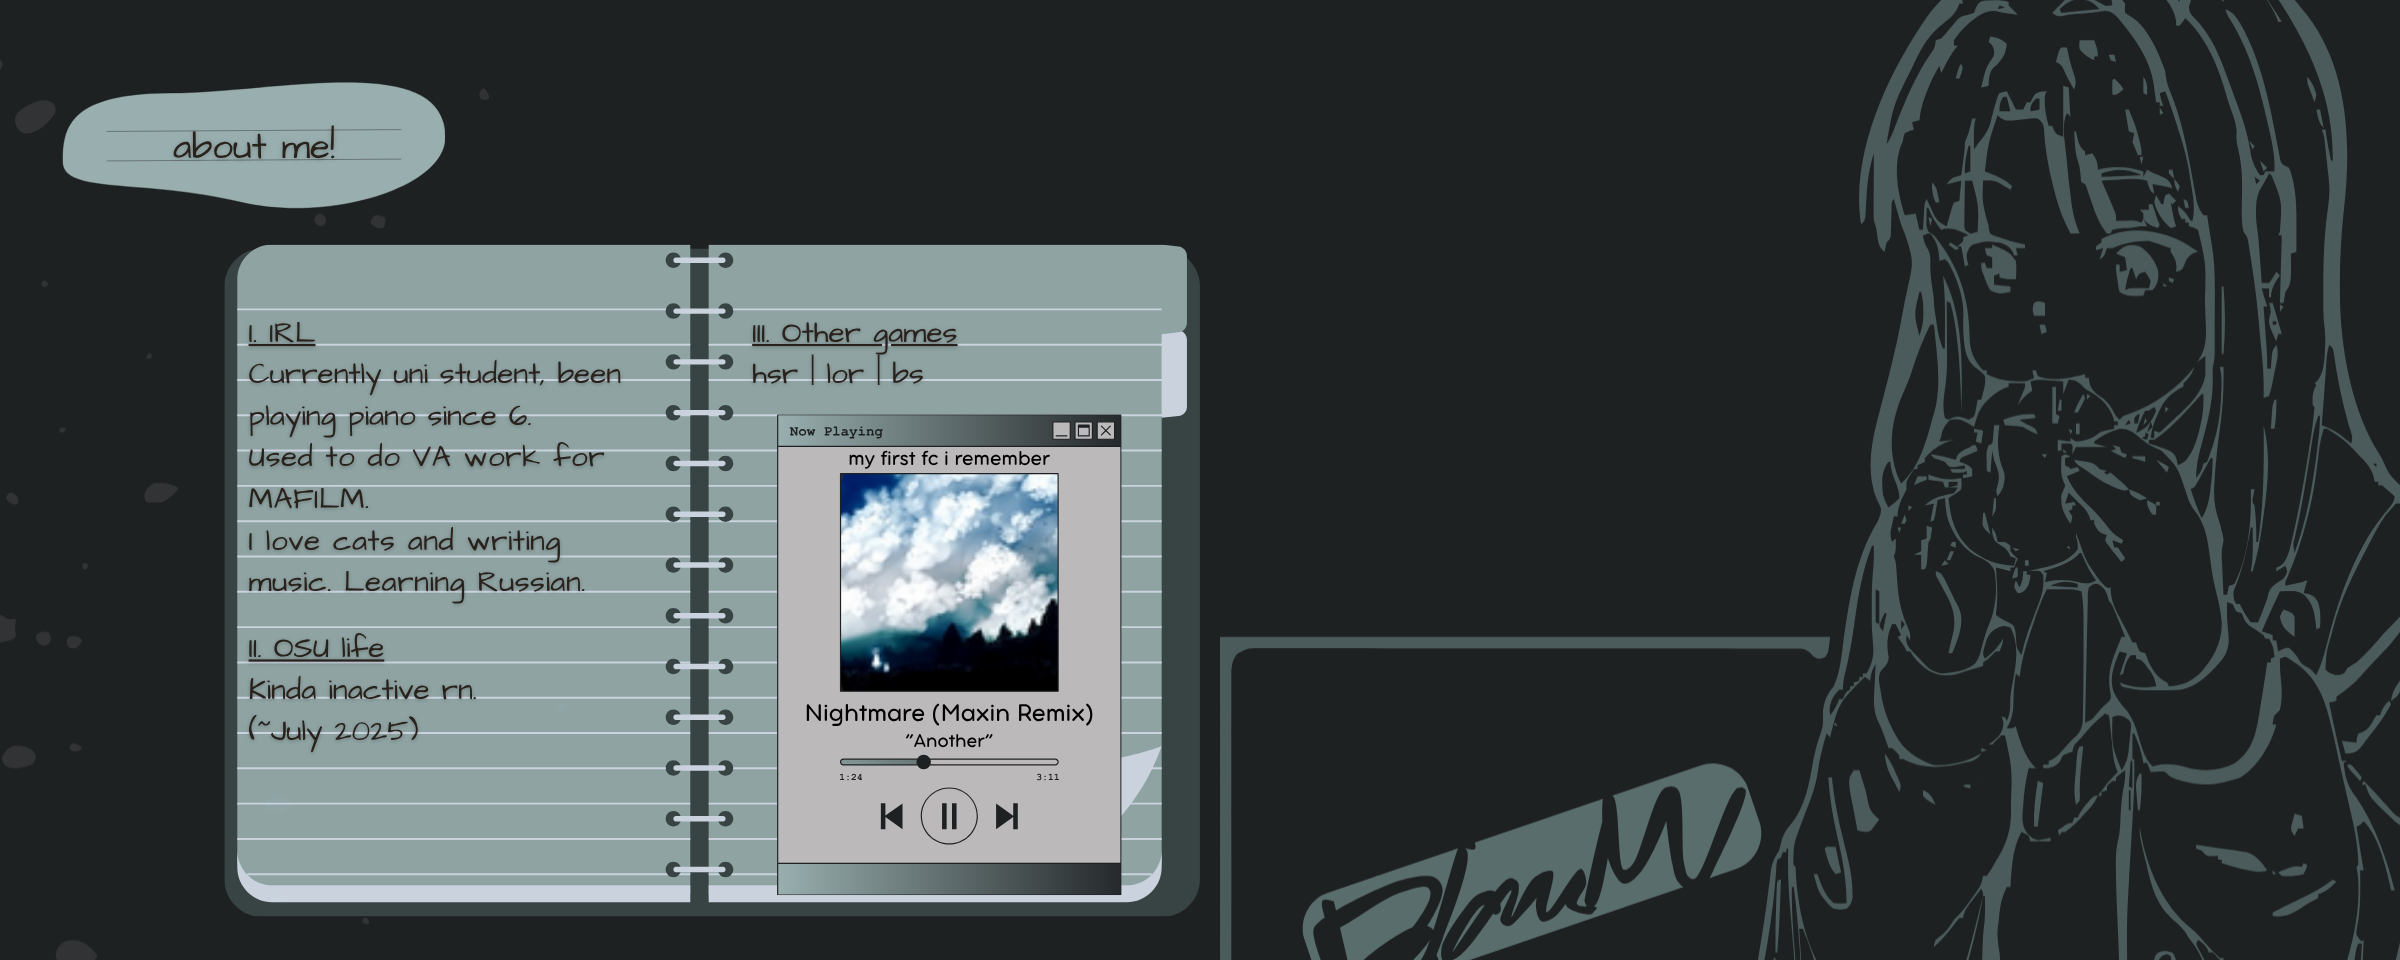 about me!
I. IRL
Currently uni student, been
playing piano since 6.
Used to do VA work for
MAFILM.
I love cats and writing
music. Learning Russian.
II. OSU life
Kinda inactive rn.
(~July 2025)
III. Other games
hsr | lor | bs
Now Playing
my first fc i remember
Nightmare (Maxin Remix)
"Another"
1:24
3:11